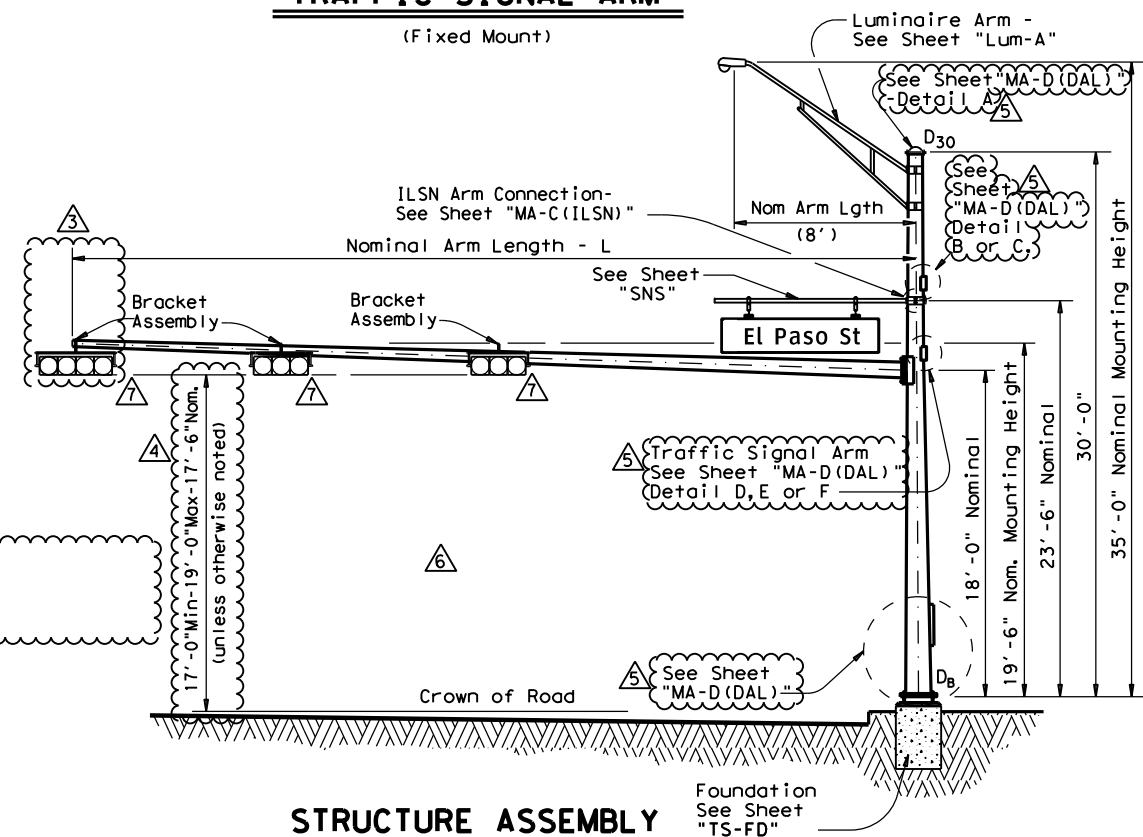 TRAFFIC SIGNAL ARM
(Fixed Mount)
Luminaire Arm -
See Sheet "Lum-A"
See Sheet"MA-D(DAL)"
-Detail A
5
D30
See
Sheet
"MA-D(DAL)"
Detail
B or C.
5
ILSN Arm Connection-
See Sheet "MA-C(ILSN)"
Nom Arm Lgth
(8')
3
Nominal Arm Length - L
See Sheet
"SNS"
Bracket
Assembly
Bracket
Assembly
El Paso St
7
7
7
4
17'-0"Min-19'-0"Max-17'-6"Nom.
(unless otherwise noted)
5
Traffic Signal Arm
See Sheet "MA-D(DAL)"
Detail D,E or F
6
18'-0" Nominal
19'-6" Nom. Mounting Height
23'-6" Nominal
30'-0"
35'-0" Nominal Mounting Height
5
See Sheet
"MA-D(DAL)"
DB
Crown of Road
STRUCTURE ASSEMBLY
Foundation
See Sheet
"TS-FD"